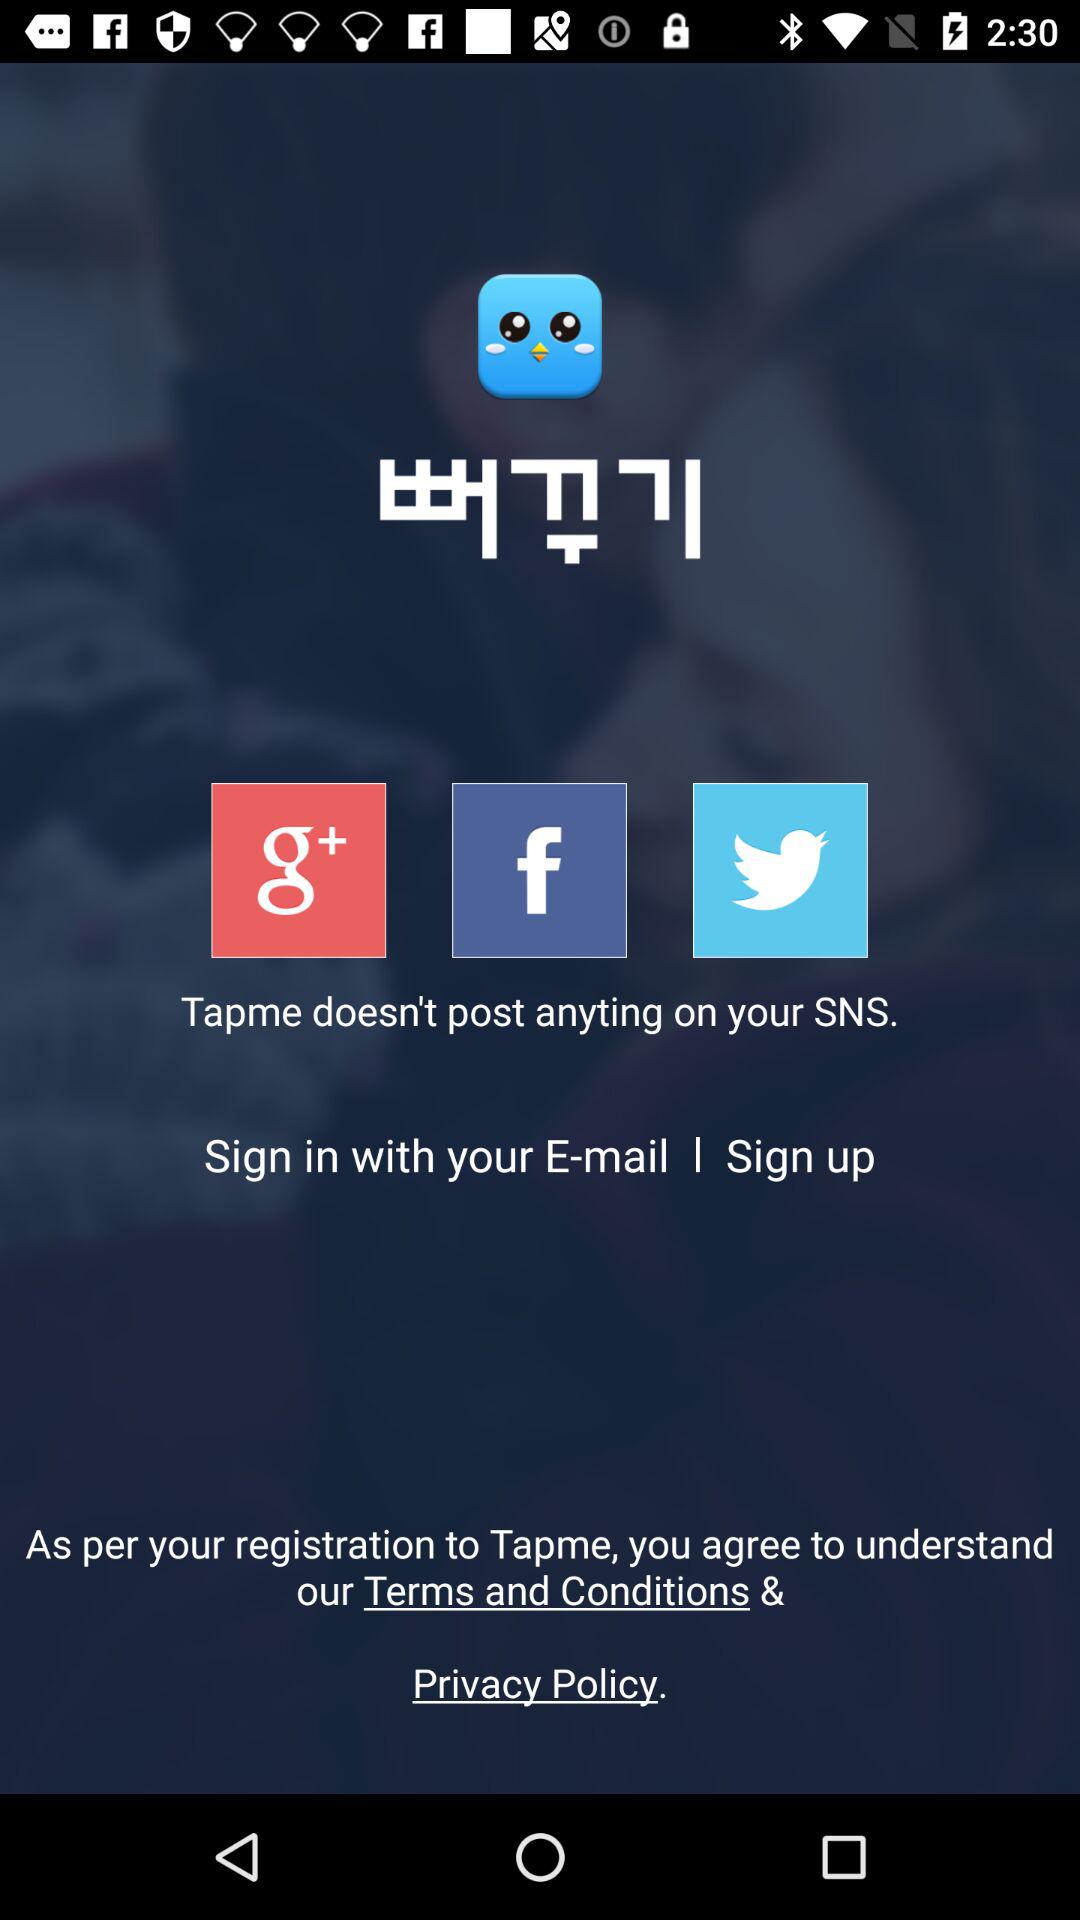 2:30
뻐꾸기
g+ f
Tapme doesn't post anyting on your SNS.
Sign in with your E-mail | Sign up
As per your registration to Tapme, you agree to understand
our Terms and Conditions &
Privacy Policy.